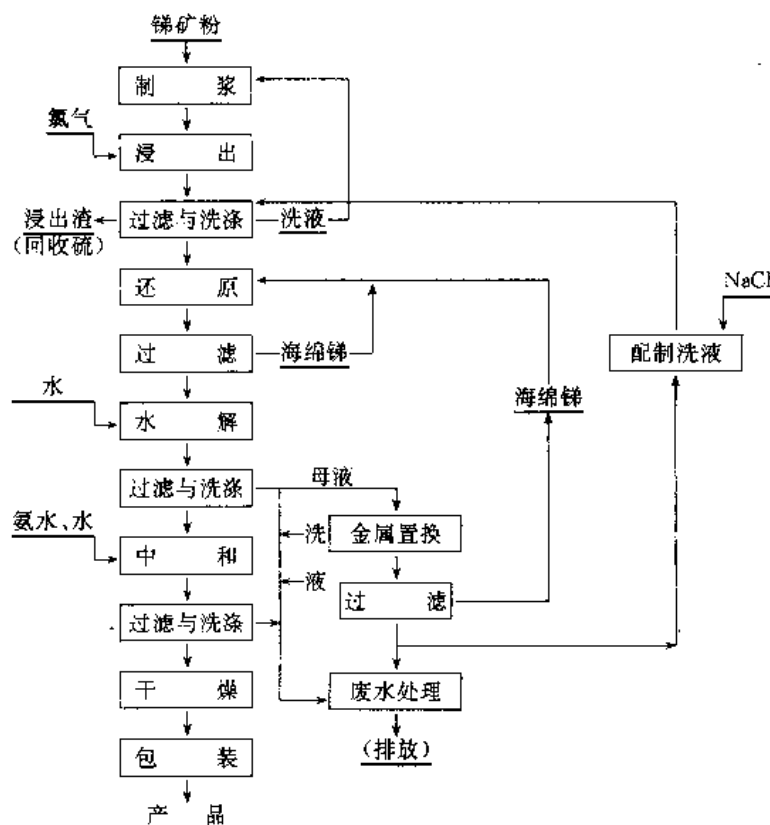 锑矿粉
制浆
氯气
浸出
浸出渣
(回收硫)
过滤与洗涤
洗液
还原
NaCl
过滤
海绵锑
配制洗液
水
海绵锑
水解
过滤与洗涤
母液
氨水、水
洗
金属置换
中和
液
过滤
过滤与洗涤
干燥
废水处理
(排放)
包装
产品